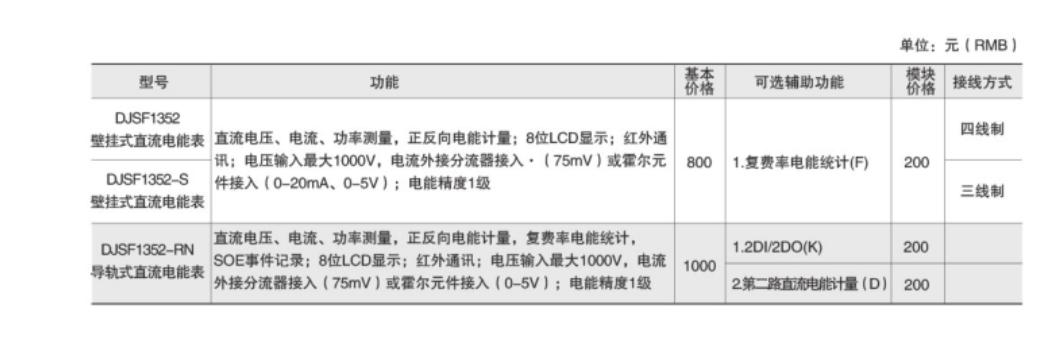 单位：元（RMB）
型号 功能 基本价格 可选辅助功能 模块价格 接线方式
DJSF1352
壁挂式直流电能表
直流电压、电流、功率测量，正反向电能计量；8位LCD显示；红外通
讯；电压输入最大1000V，电流外接分流器接入·（75mV）或霍尔元
件接入（0–20mA、0–5V）；电能精度1级
800
1.复费率电能统计(F)
200
四线制
DJSF1352–S
壁挂式直流电能表
三线制
DJSF1352–RN
导轨式直流电能表
直流电压、电流、功率测量，正反向电能计量，复费率电能统计，
SOE事件记录；8位LCD显示；红外通讯；电压输入最大1000V，电流
外接分流器接入（75mV）或霍尔元件接入（0–5V）；电能精度1级
1000
1.2DI/2DO(K) 200
2.第二路直流电能计量（D） 200